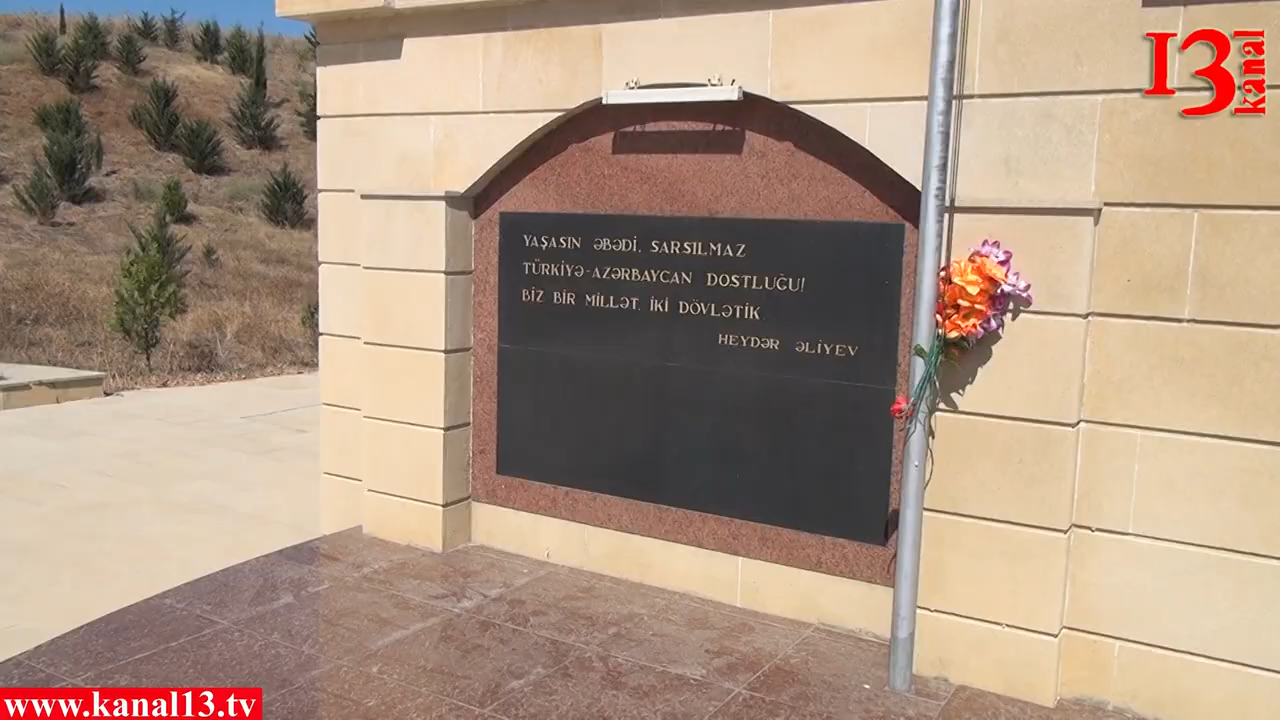 13 kanal
YAŞASIN ƏBƏDİ, SARSILMAZ
TÜRKİYƏ-AZƏRBAYCAN DOSTLUĞU!
BİZ BİR MİLLƏT, İKİ DÖVLƏTİK.
HEYDƏR ƏLİYEV
www.kanal13.tv